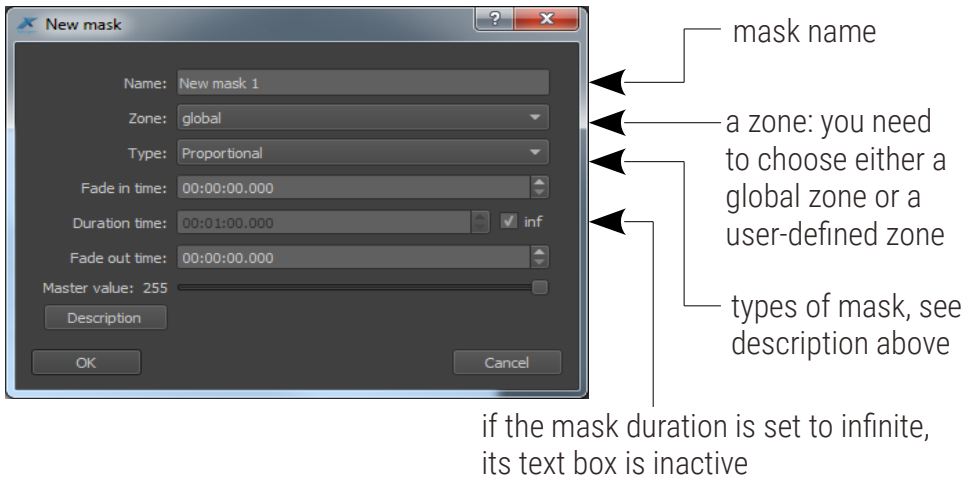 New mask
?
X
Name: New mask 1
Zone: global
Type: Proportional
Fade in time: 00:00:00.000
Duration time: 00:01:00.000 inf
Fade out time: 00:00:00.000
Master value: 255
Description
OK
Cancel
mask name
a zone: you need
to choose either a
global zone or a
user-defined zone
types of mask, see
description above
if the mask duration is set to infinite,
its text box is inactive